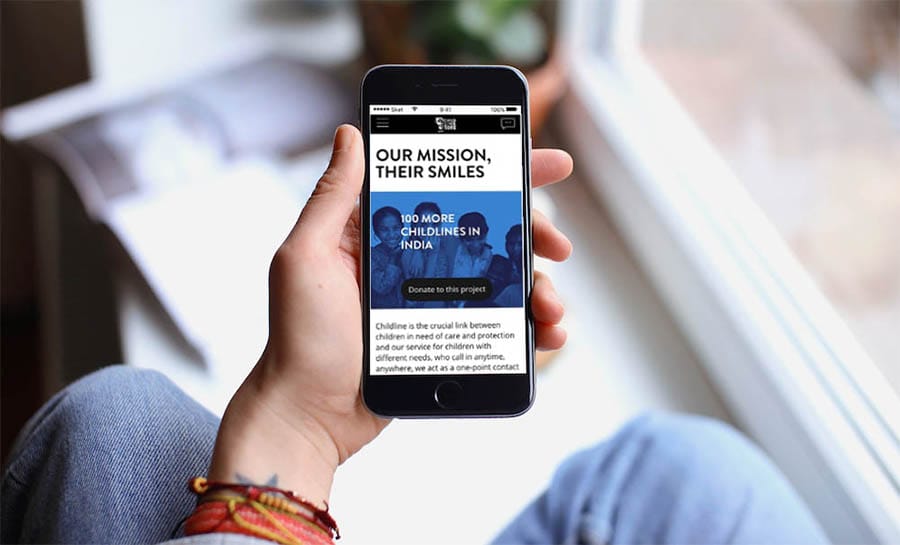 Sket 9:41 100%
OUR MISSION,
THEIR SMILES
100 MORE
CHILDLINES IN
INDIA
Donate to this project
Childline is the crucial link between
children in need of care and protection
and our service for children with
different needs, who call in anytime,
anywhere, we act as a one-point contact